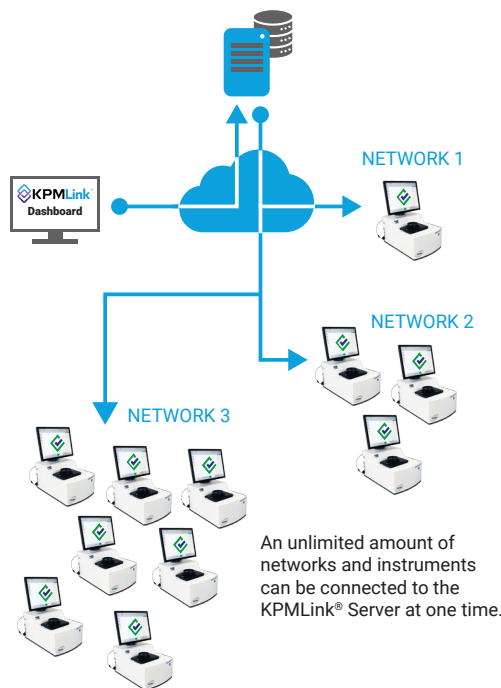 NETWORK 1
KPMLink®
Dashboard
NETWORK 2
NETWORK 3
An unlimited amount of
networks and instruments
can be connected to the
KPMLink® Server at one time.